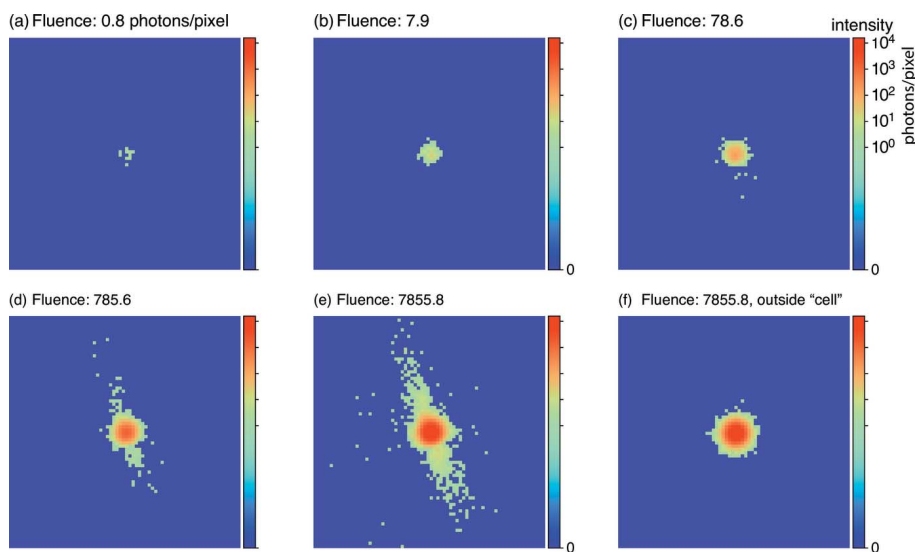 (a) Fluence: 0.8 photons/pixel
(b) Fluence: 7.9
(c) Fluence: 78.6
intensity
10⁴
10³
10²
10¹
10⁰
photons/pixel
0
0
(d) Fluence: 785.6
(e) Fluence: 7855.8
(f) Fluence: 7855.8, outside “cell”
0
0